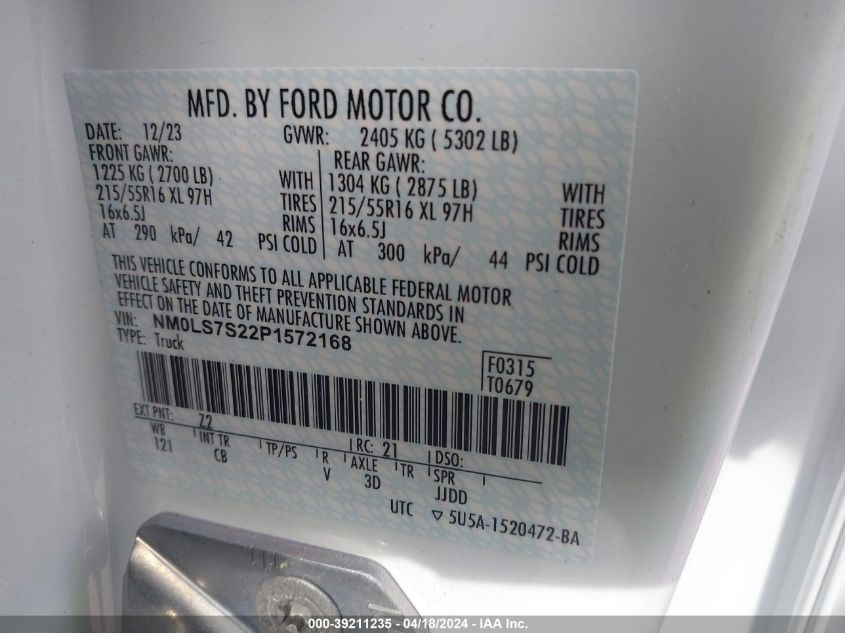 MFD. BY FORD MOTOR CO.
DATE: 12/23 GVWR: 2405 KG ( 5302 LB)
FRONT GAWR: REAR GAWR:
1225 KG ( 2700 LB) WITH 1304 KG ( 2875 LB) WITH
215/55R16 XL 97H TIRES 215/55R16 XL 97H TIRES
16x6.5J RIMS 16x6.5J RIMS
AT 290 kPa/ 42 PSI COLD AT 300 kPa/ 44 PSI COLD
THIS VEHICLE CONFORMS TO ALL APPLICABLE FEDERAL MOTOR
VEHICLE SAFETY AND THEFT PREVENTION STANDARDS IN
EFFECT ON THE DATE OF MANUFACTURE SHOWN ABOVE.
VIN: NM0LS7S22P1572168
TYPE: Truck
F0315
T0679
EXT PNT: Z2 RC: 21 DSO:
WB INT TR TP/PS R AXLE TR SPR
121 CB V 3D JJDD
UTC ▽ 5U5A-1520472-BA
000-39211235 - 04/18/2024 - IAA Inc.